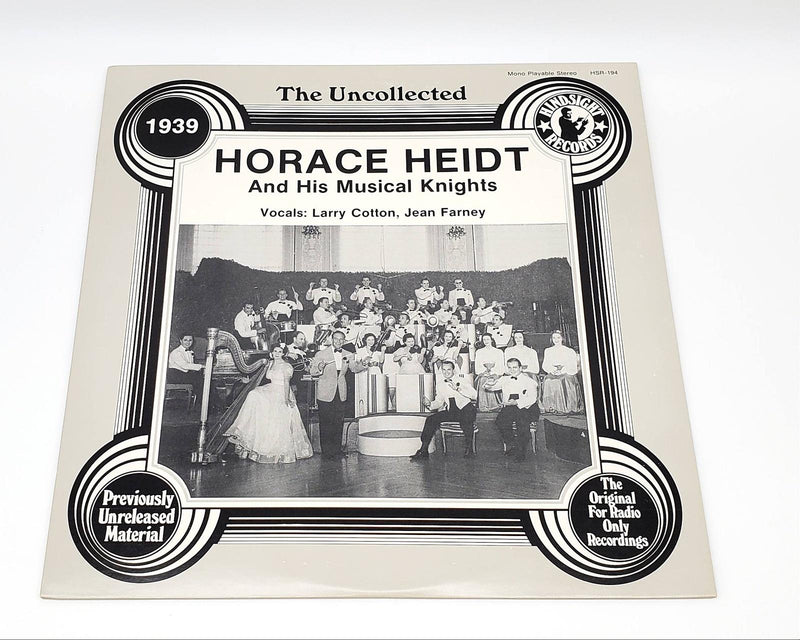 Mono Playable Stereo HSR-194
The Uncollected
1939
HINDSIGHT
RECORDS
HORACE HEIDT
And His Musical Knights
Vocals: Larry Cotton, Jean Farney
Previously
Unreleased
Material
The
Original
For Radio
Only
Recordings